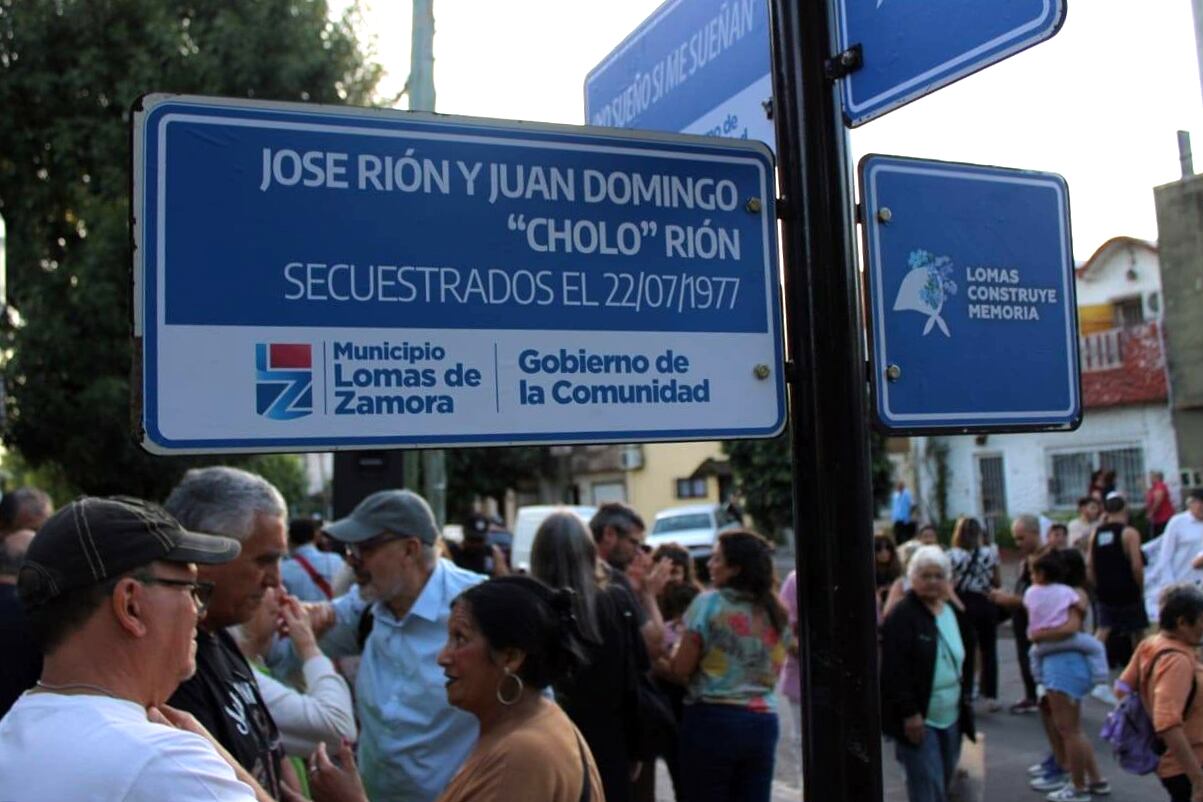 JOSE RIÓN Y JUAN DOMINGO
“CHOLO” RIÓN
SECUESTRADOS EL 22/07/1977
Municipio
Lomas de
Zamora
Gobierno de
la Comunidad
SUEÑO SI ME SUEÑAN
de
LOMAS
CONSTRUYE
MEMORIA